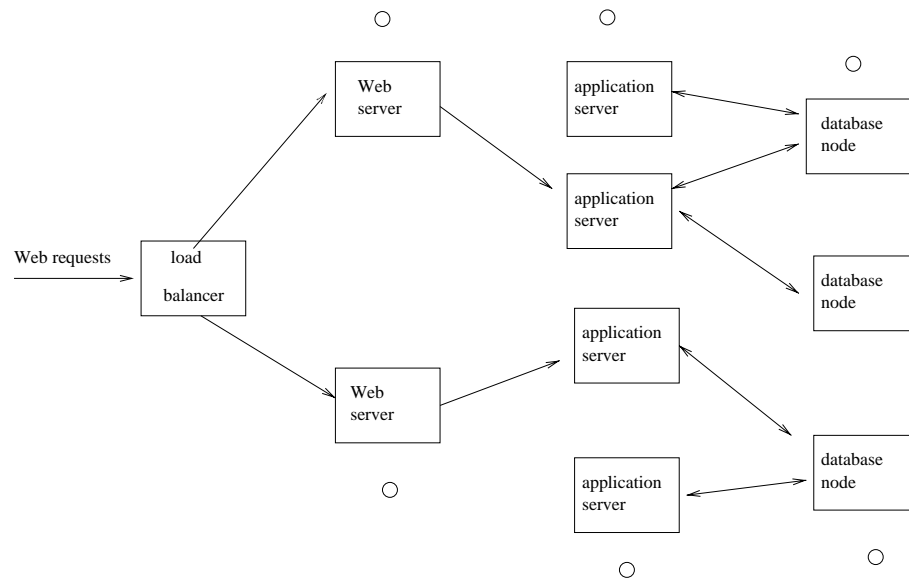 Web requests
load
balancer
Web
server
Web
server
application
server
application
server
application
server
application
server
database
node
database
node
database
node